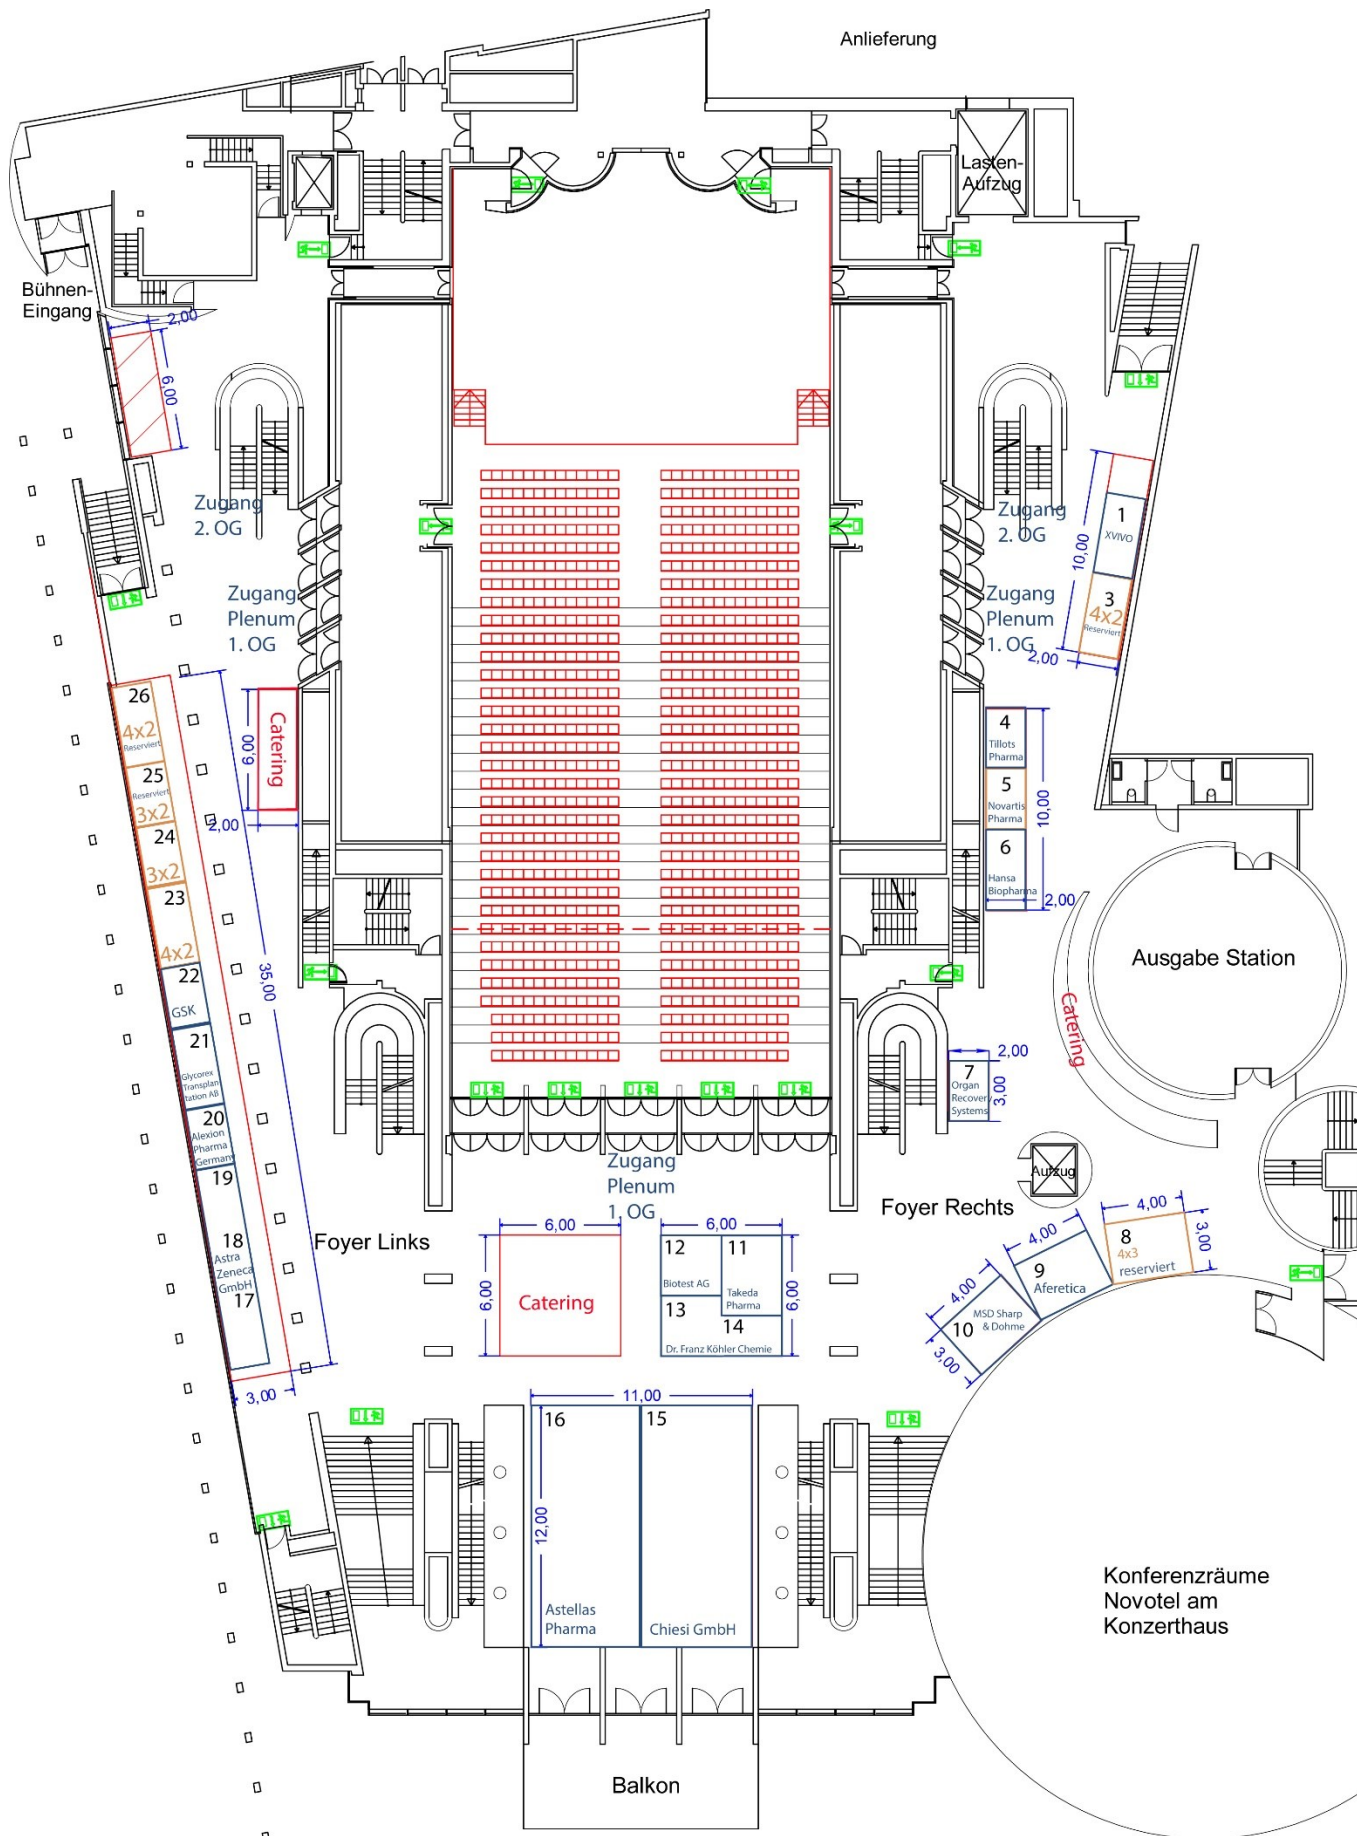 Anlieferung
Lasten-
Aufzug
Bühnen-
Eingang
2,00
6,00
Zugang
2. OG
Zugang
2. OG
1
XVIVO
10,00
3
4x2
Reserviert
2,00
Zugang
Plenum
1. OG
Zugang
Plenum
1. OG
26
4x2
Reserviert
25
Reserviert
3x2
24
3x2
23
4x2
22
GSK
21
Glycorex
Transplan
tation AB
20
Alexion
Pharma
Germany
19
18
Astra
Zeneca
GmbH
17
35,00
3,00
Catering
6,00
2,00
4
Tillots
Pharma
5
Novartis
Pharma
6
Hansa
Biopharma
10,00
2,00
Ausgabe Station
Catering
7
Organ
Recovery
Systems
2,00
3,00
Aufzug
Zugang
Plenum
1. OG
Foyer Links
Foyer Rechts
6,00
6,00
Catering
6,00
12
Biotest AG
11
Takeda
Pharma
13
14
Dr. Franz Köhler Chemie
6,00
4,00
3,00
8
4x3
reserviert
4,00
9
Aferetica
4,00
MSD Sharp
& Dohme
10
3,00
11,00
16
15
12,00
Astellas
Pharma
Chiesi GmbH
Konferenzräume
Novotel am
Konzerthaus
Balkon